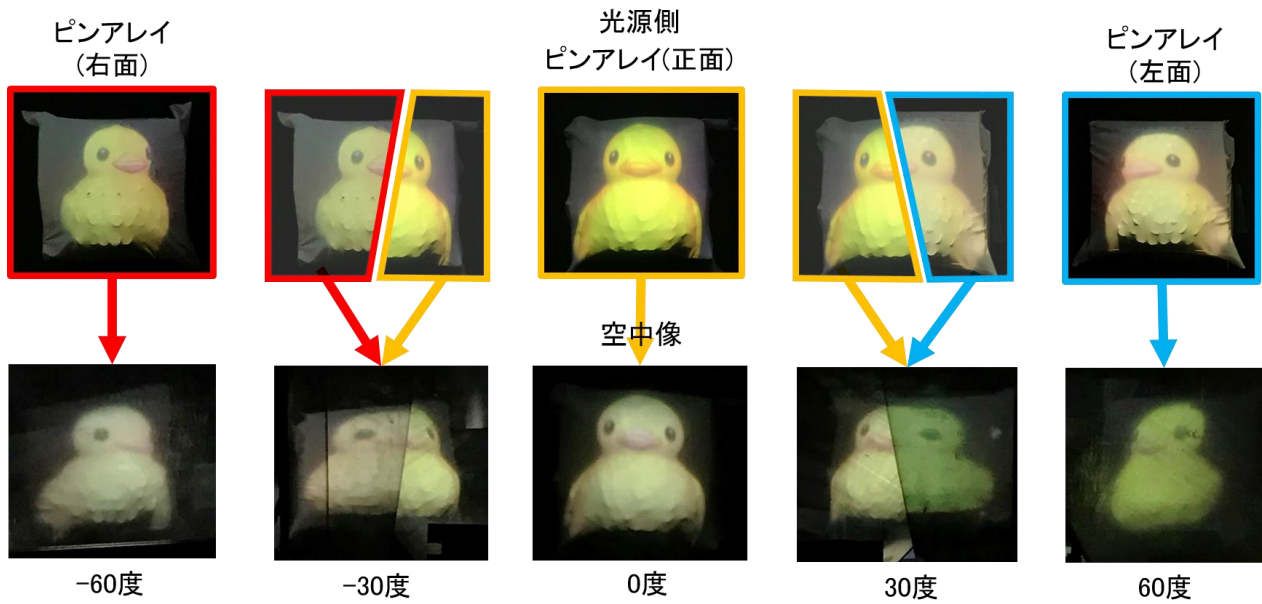 ピンアレイ
(右面)
光源側
ピンアレイ(正面)
ピンアレイ
(左面)
空中像
-60度
-30度
0度
30度
60度